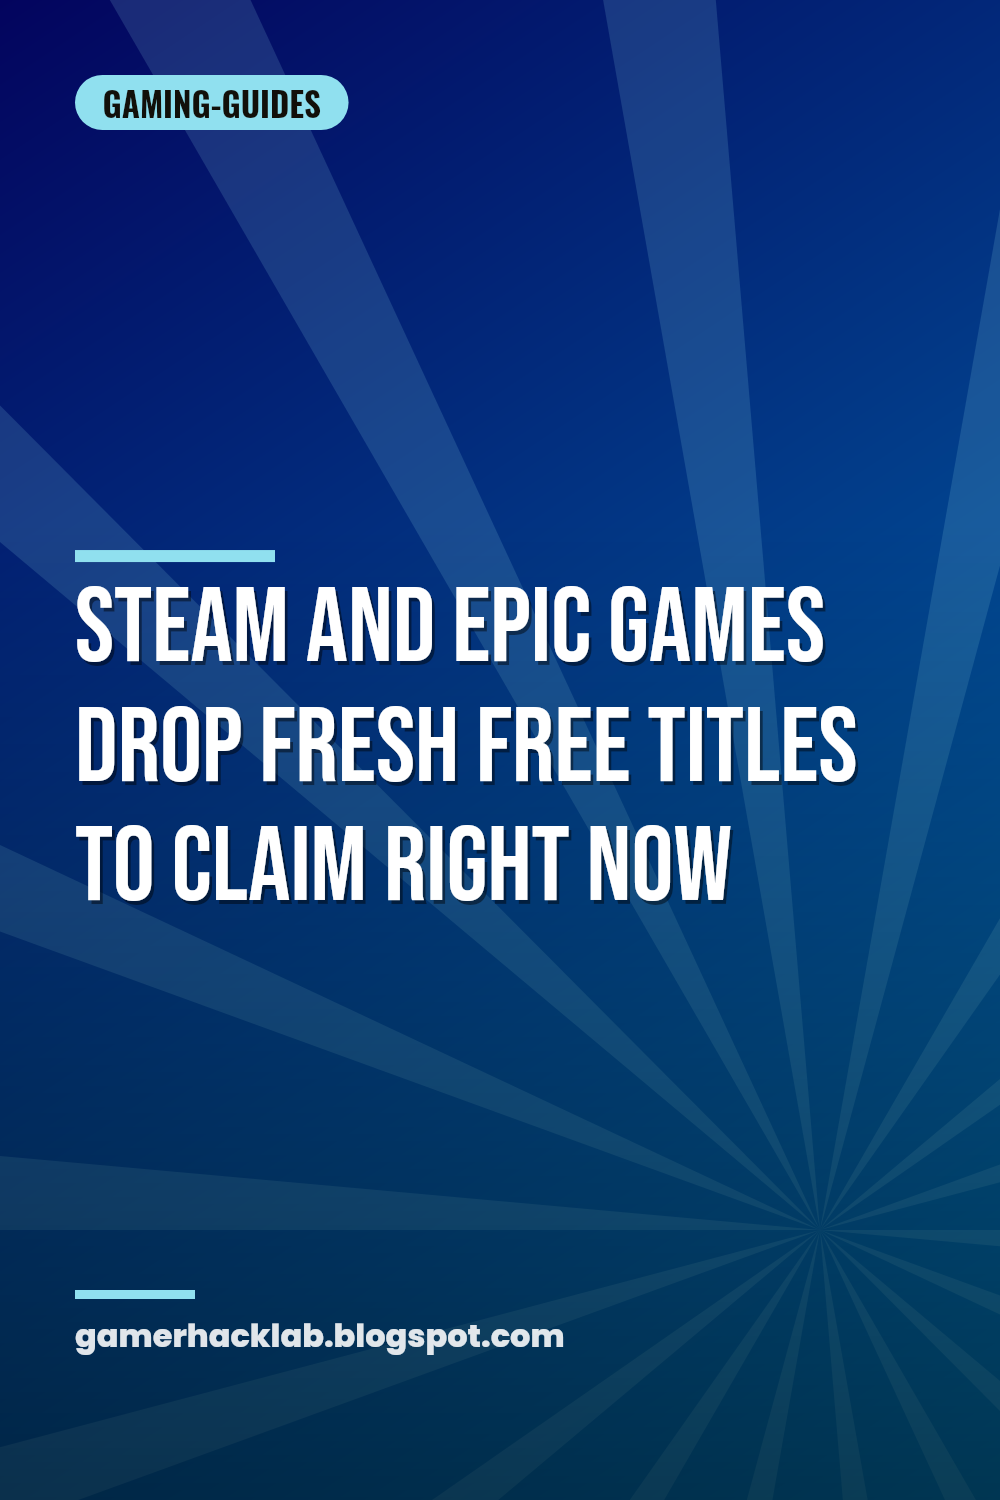 GAMING-GUIDES
STEAM AND EPIC GAMES
DROP FRESH FREE TITLES
TO CLAIM RIGHT NOW
gamerhacklab.blogspot.com